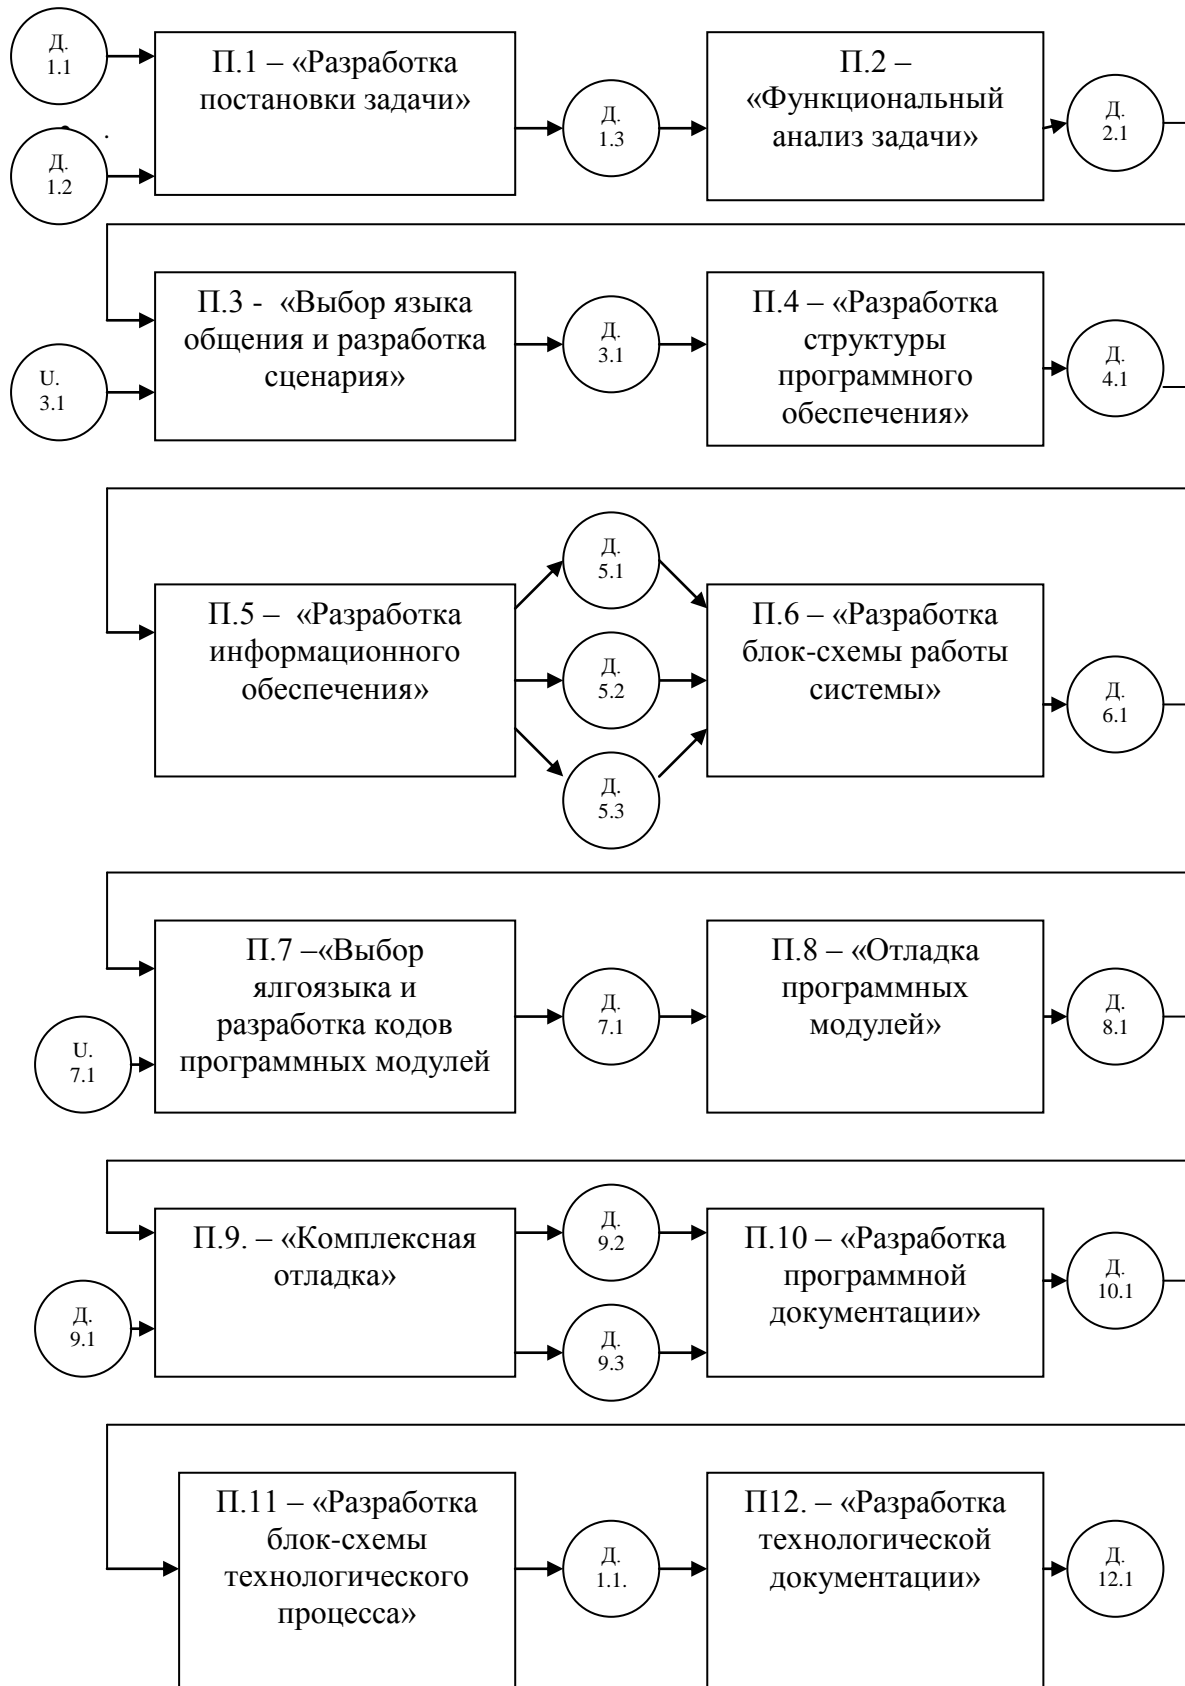 Д.
1.1
П.1 – «Разработка
постановки задачи»
Д.
1.2
Д.
1.3
П.2 –
«Функциональный
анализ задачи»
Д.
2.1
П.3 - «Выбор языка
общения и разработка
сценария»
U.
3.1
Д.
3.1
П.4 – «Разработка
структуры
программного
обеспечения»
Д.
4.1
П.5 – «Разработка
информационного
обеспечения»
Д.
5.1
Д.
5.2
Д.
5.3
П.6 – «Разработка
блок-схемы работы
системы»
Д.
6.1
П.7 –«Выбор
ялгоязыка и
разработка кодов
программных модулей
U.
7.1
Д.
7.1
П.8 – «Отладка
программных
модулей»
Д.
8.1
П.9. – «Комплексная
отладка»
Д.
9.1
Д.
9.2
Д.
9.3
П.10 – «Разработка
программной
документации»
Д.
10.1
П.11 – «Разработка
блок-схемы
технологического
процесса»
Д.
1.1.
П12. – «Разработка
технологической
документации»
Д.
12.1